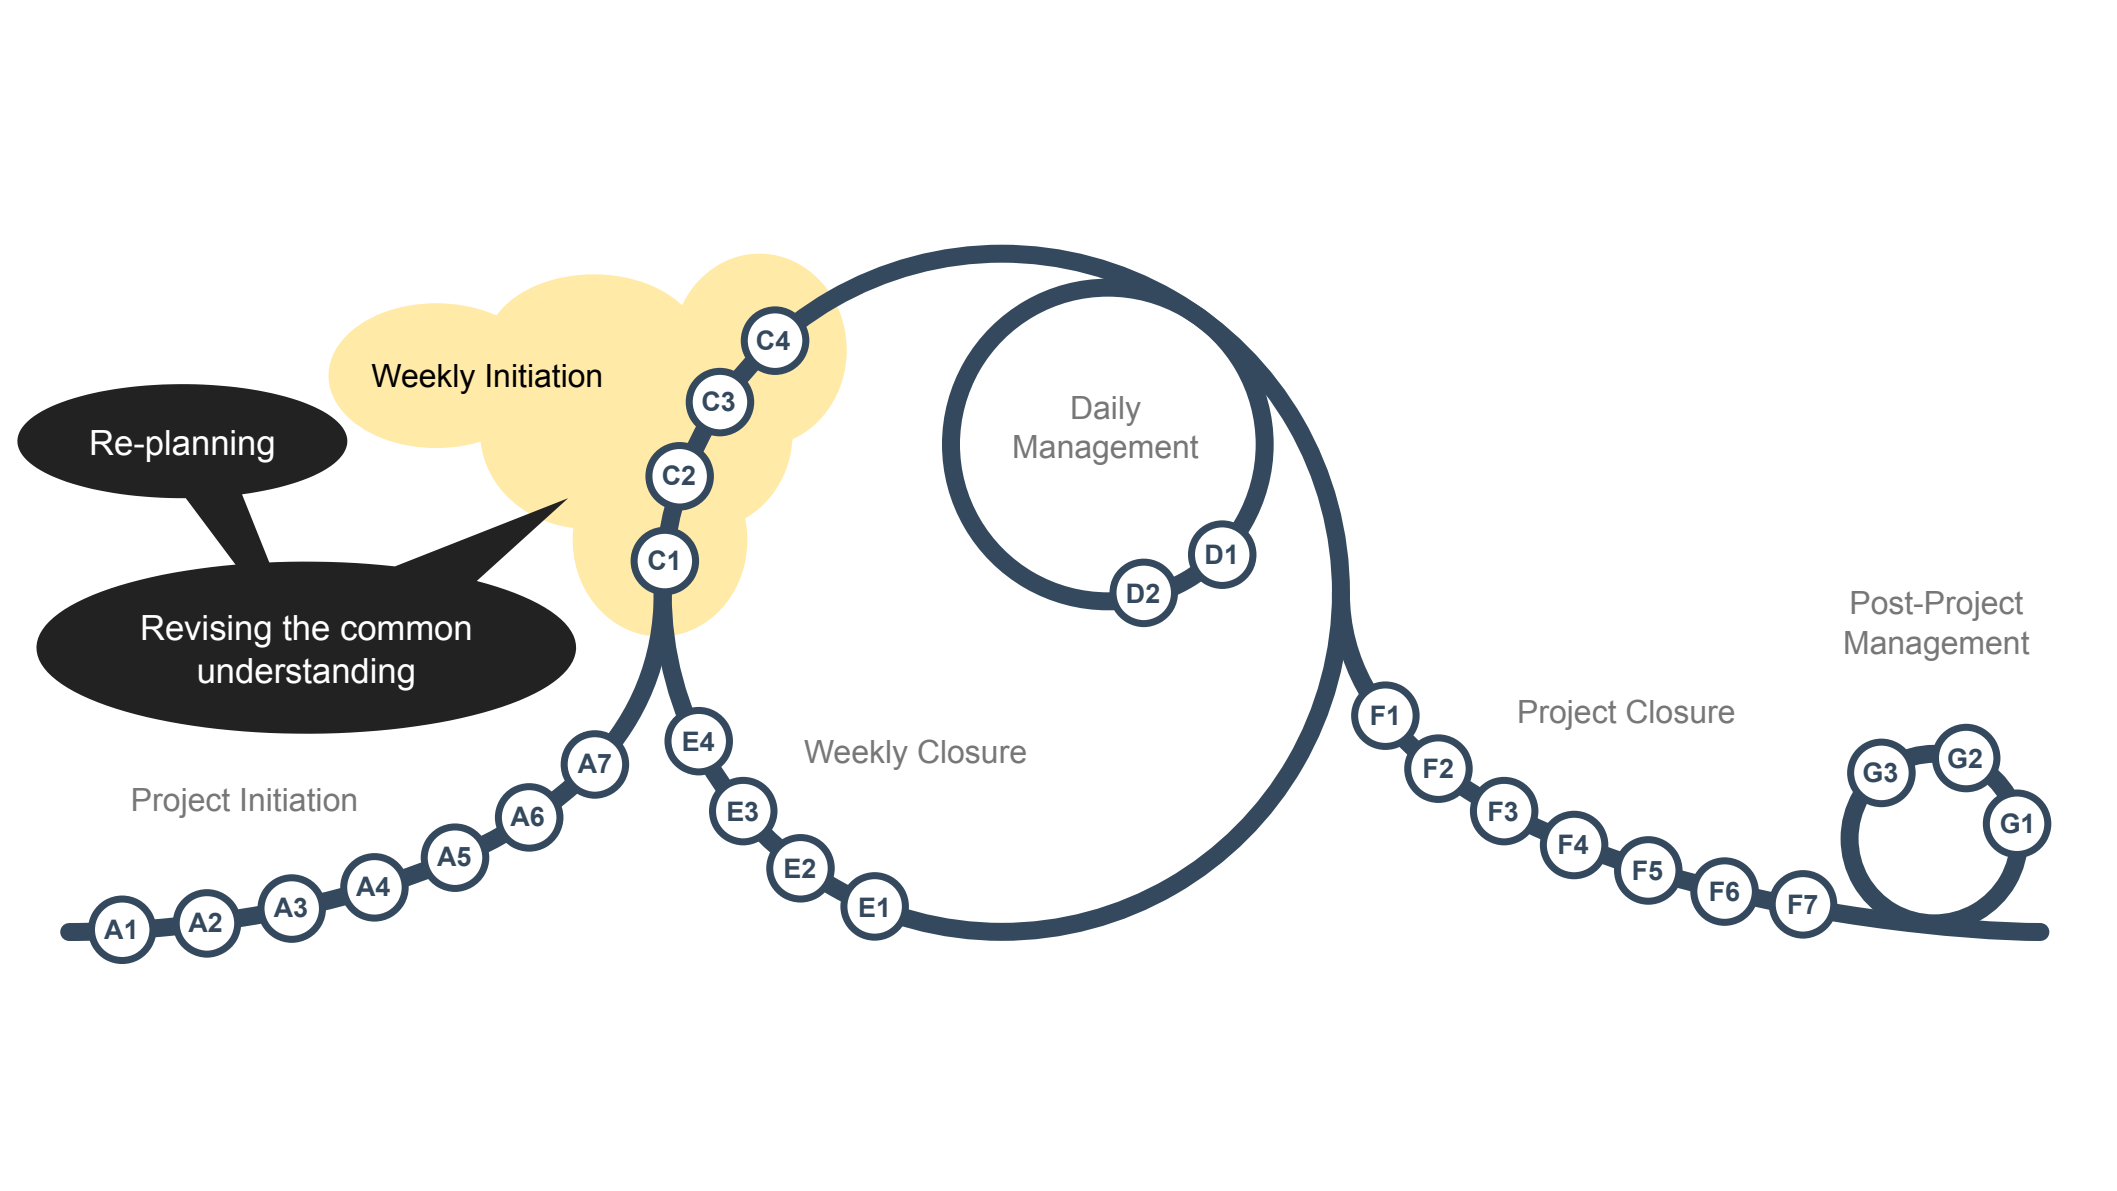 Weekly Initiation
Re-planning
Revising the common
understanding
Project Initiation
A1
A2
A3
A4
A5
A6
A7
C1
C2
C3
C4
Daily
Management
D1
D2
Weekly Closure
E1
E2
E3
E4
Project Closure
F1
F2
F3
F4
F5
F6
F7
Post-Project
Management
G1
G2
G3